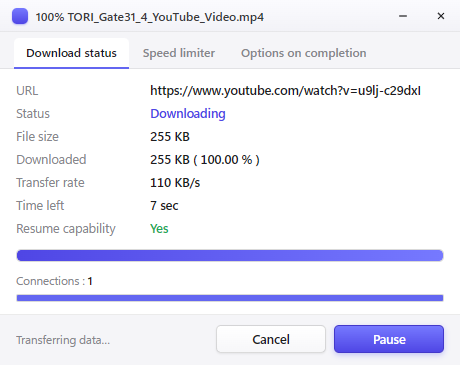 100% TORI_Gate31_4_YouTube_Video.mp4
Download status Speed limiter Options on completion
URL https://www.youtube.com/watch?v=u9lj-c29dxI
Status Downloading
File size 255 KB
Downloaded 255 KB ( 100.00 % )
Transfer rate 110 KB/s
Time left 7 sec
Resume capability Yes
Connections : 1
Transferring data... Cancel Pause